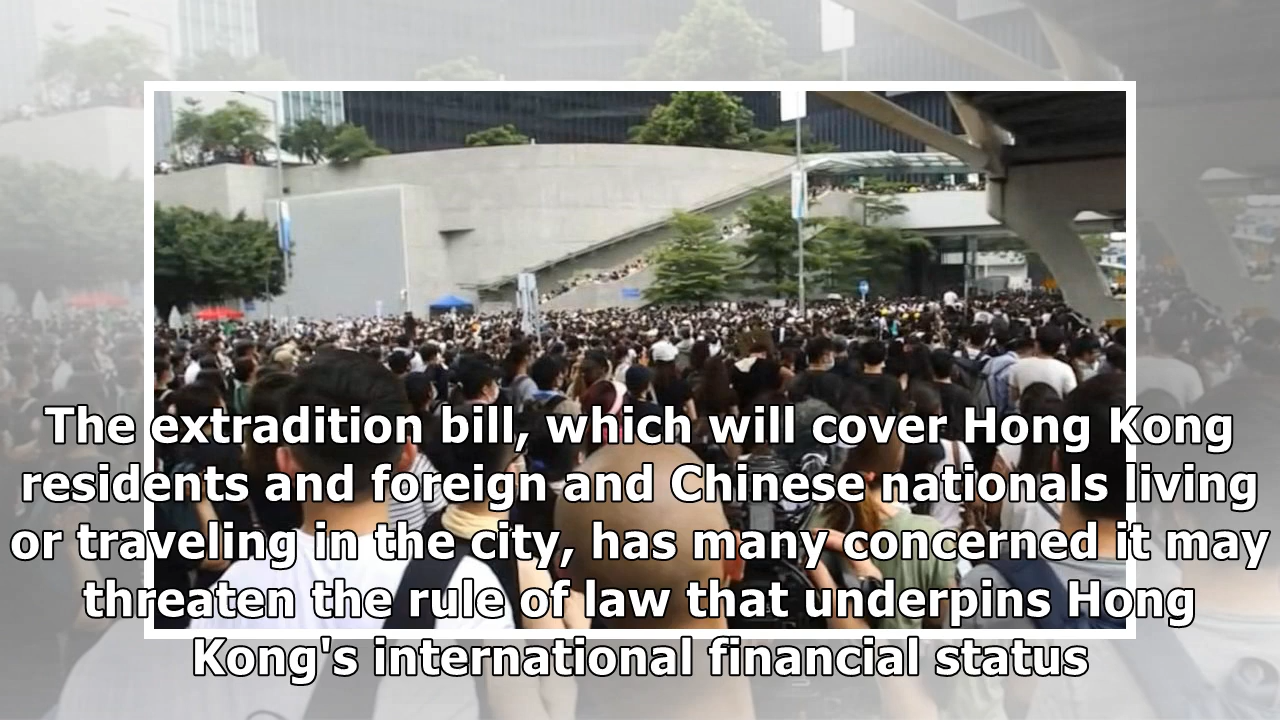 The extradition bill, which will cover Hong Kong
residents and foreign and Chinese nationals living
or traveling in the city, has many concerned it may
threaten the rule of law that underpins Hong
Kong's international financial status